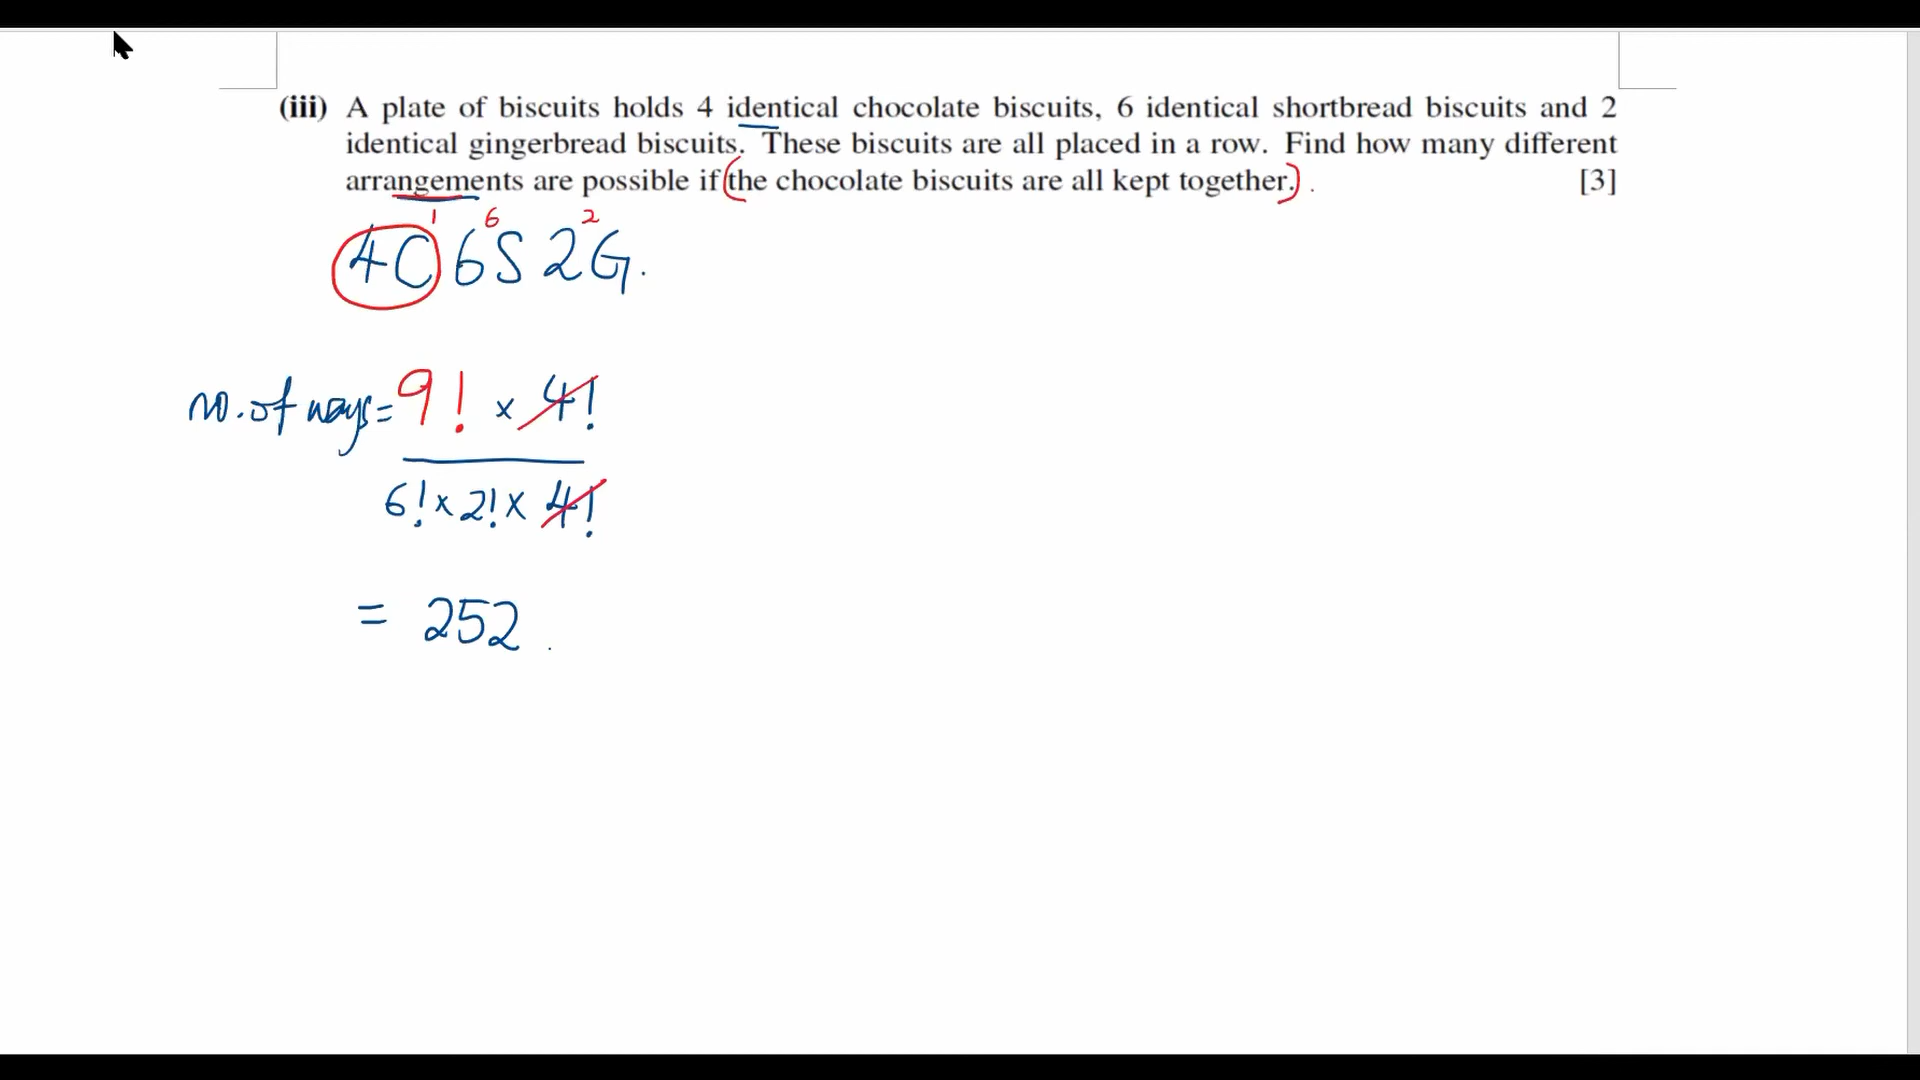 (iii) A plate of biscuits holds 4 identical chocolate biscuits, 6 identical shortbread biscuits and 2
identical gingerbread biscuits. These biscuits are all placed in a row. Find how many different
arrangements are possible if (the chocolate biscuits are all kept together.). [3]
1 6 2
4C 6S 2G.
no. of ways = 9! × 4!
6! × 2! × 4!
= 252.